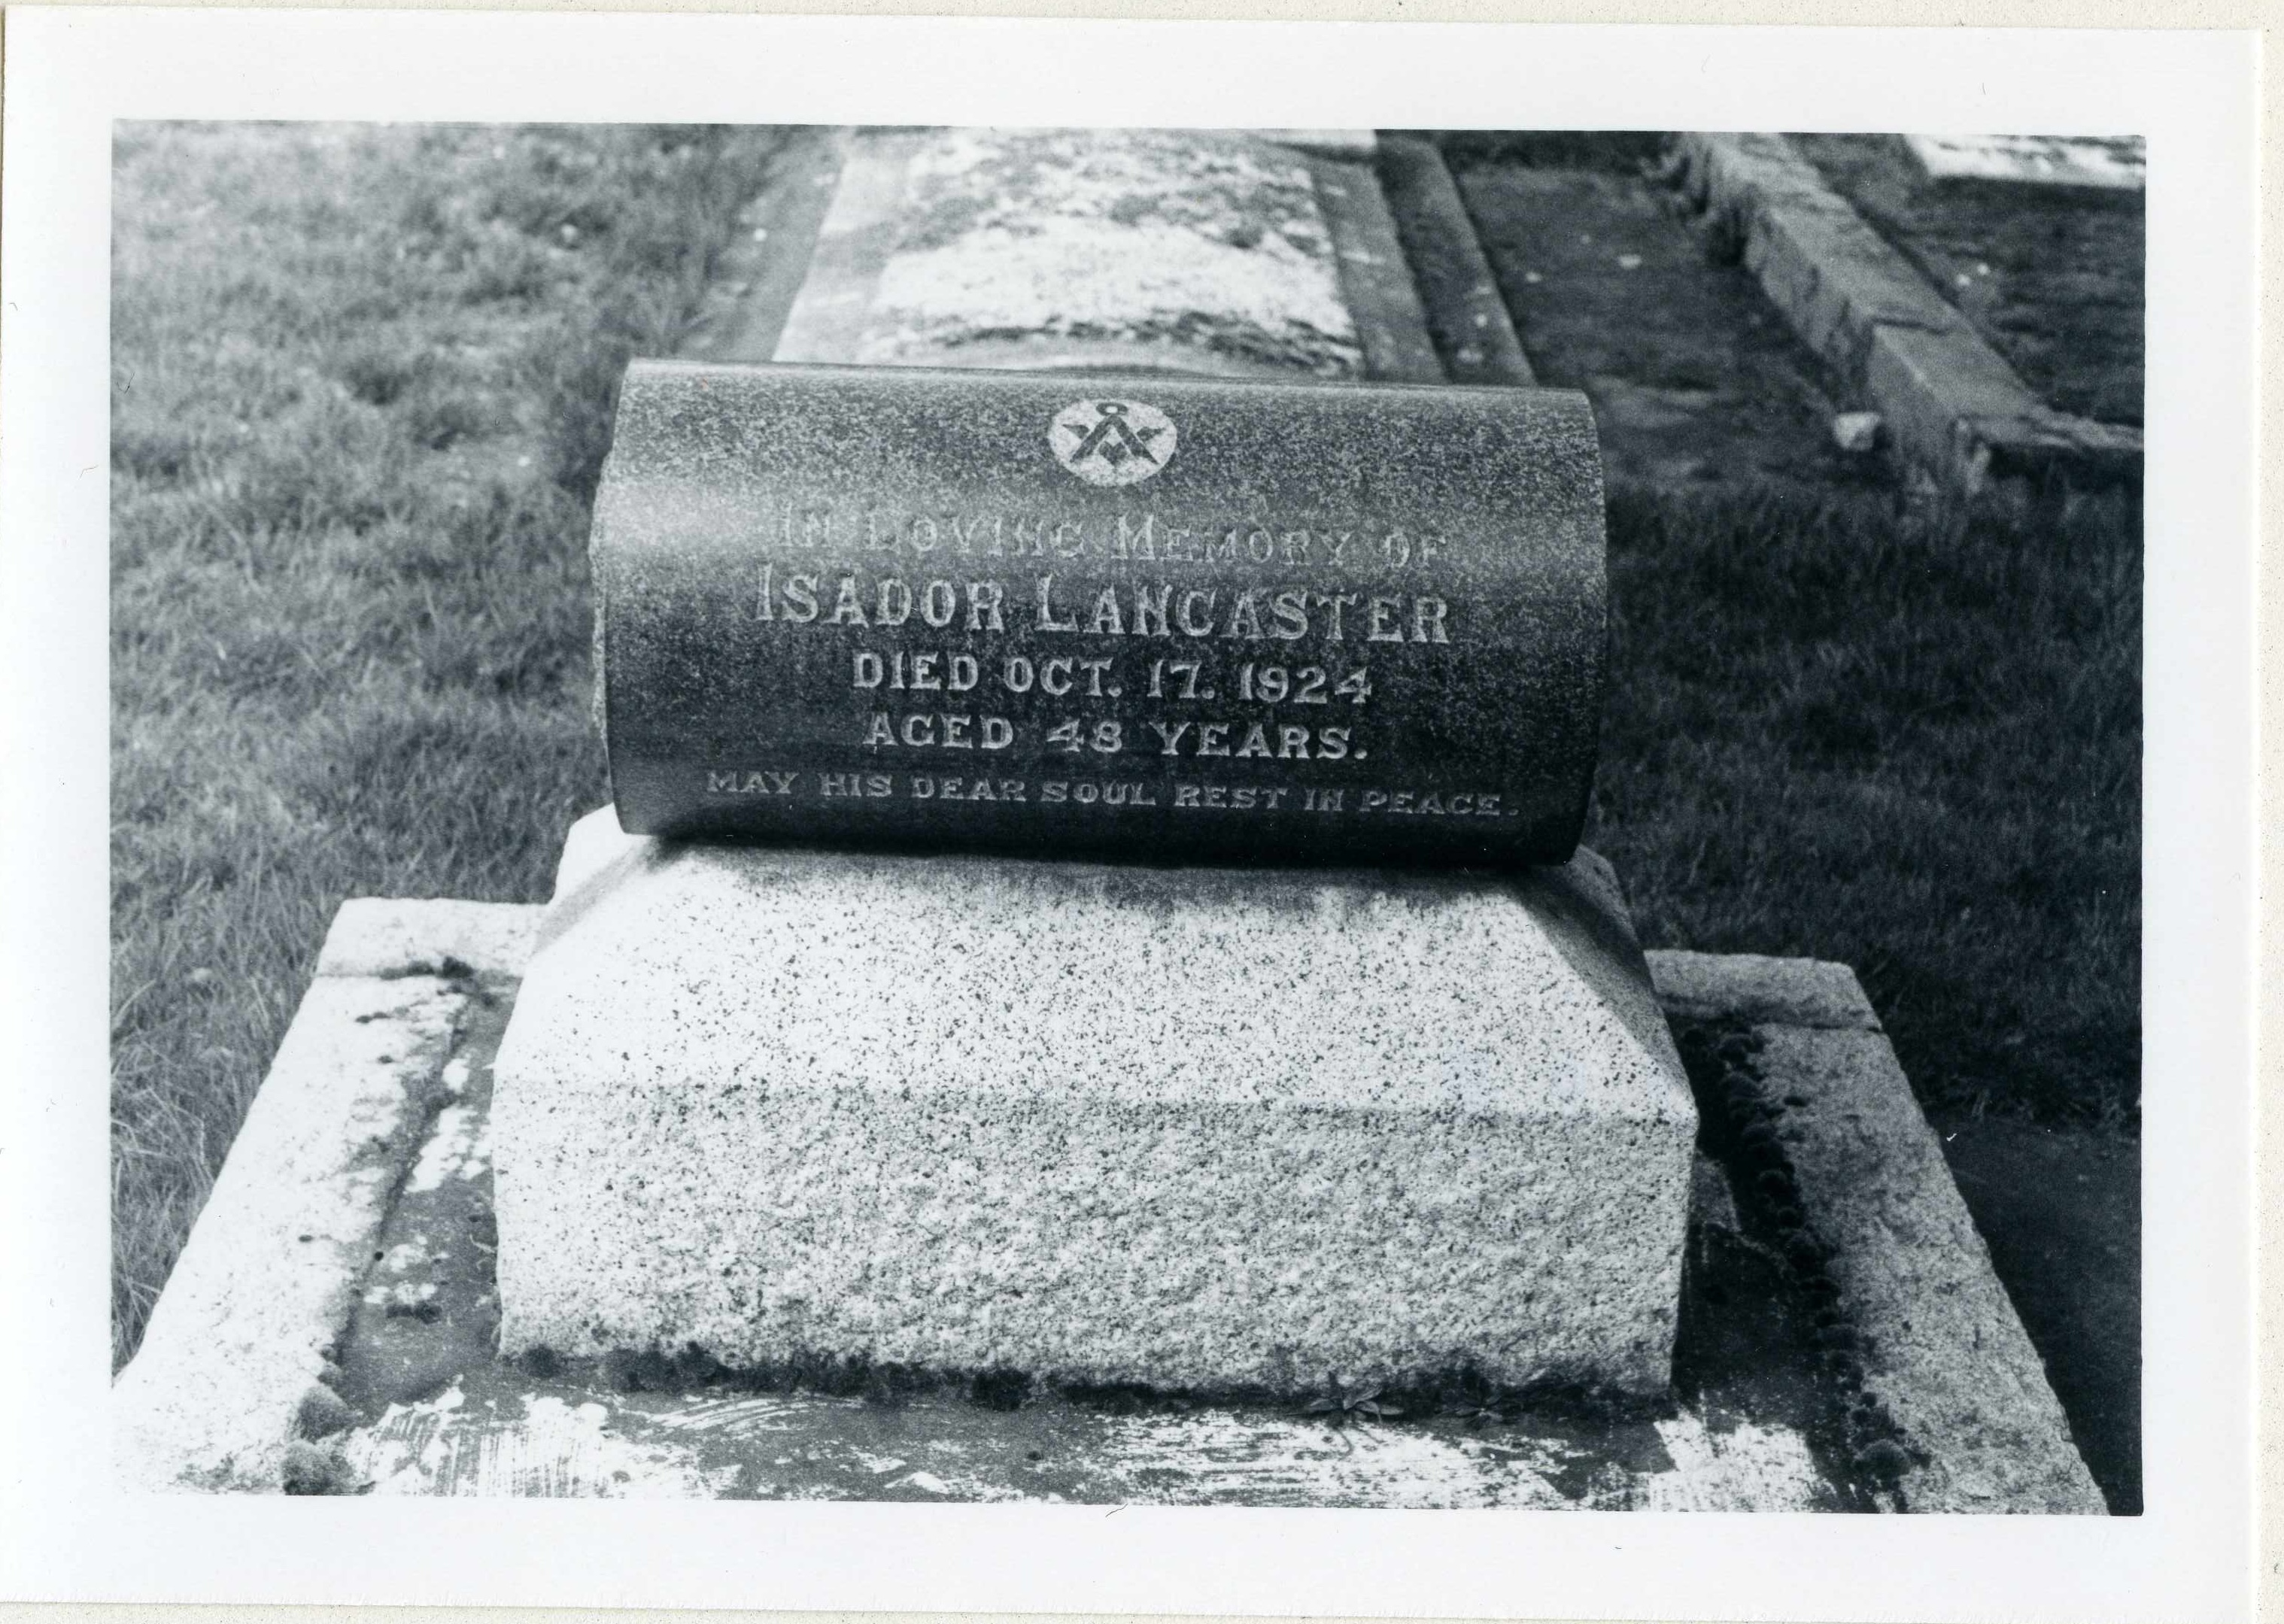 IN LOVING MEMORY OF
ISADOR LANCASTER
DIED OCT. 17. 1924
AGED 48 YEARS.
MAY HIS DEAR SOUL REST IN PEACE.